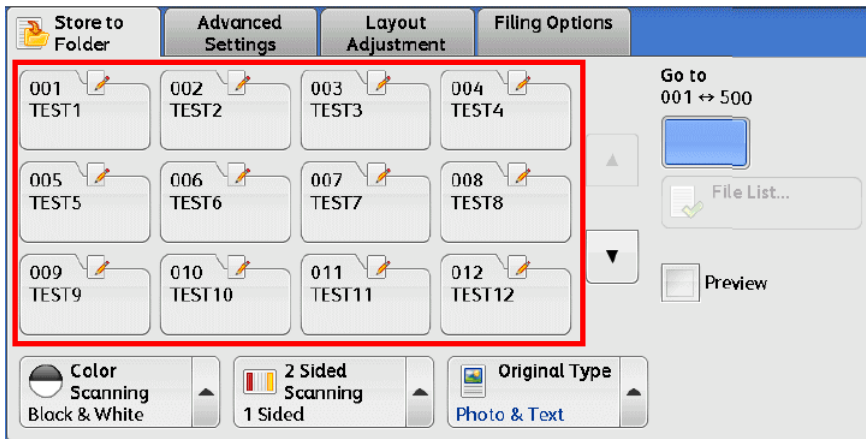 Store to Folder
Advanced Settings
Layout Adjustment
Filing Options
001
TEST1
002
TEST2
003
TEST3
004
TEST4
005
TEST5
006
TEST6
007
TEST7
008
TEST8
009
TEST9
010
TEST10
011
TEST11
012
TEST12
Go to
001 ↔ 500
File List...
Preview
Color
Scanning
Black & White
2 Sided
Scanning
1 Sided
Original Type
Photo & Text